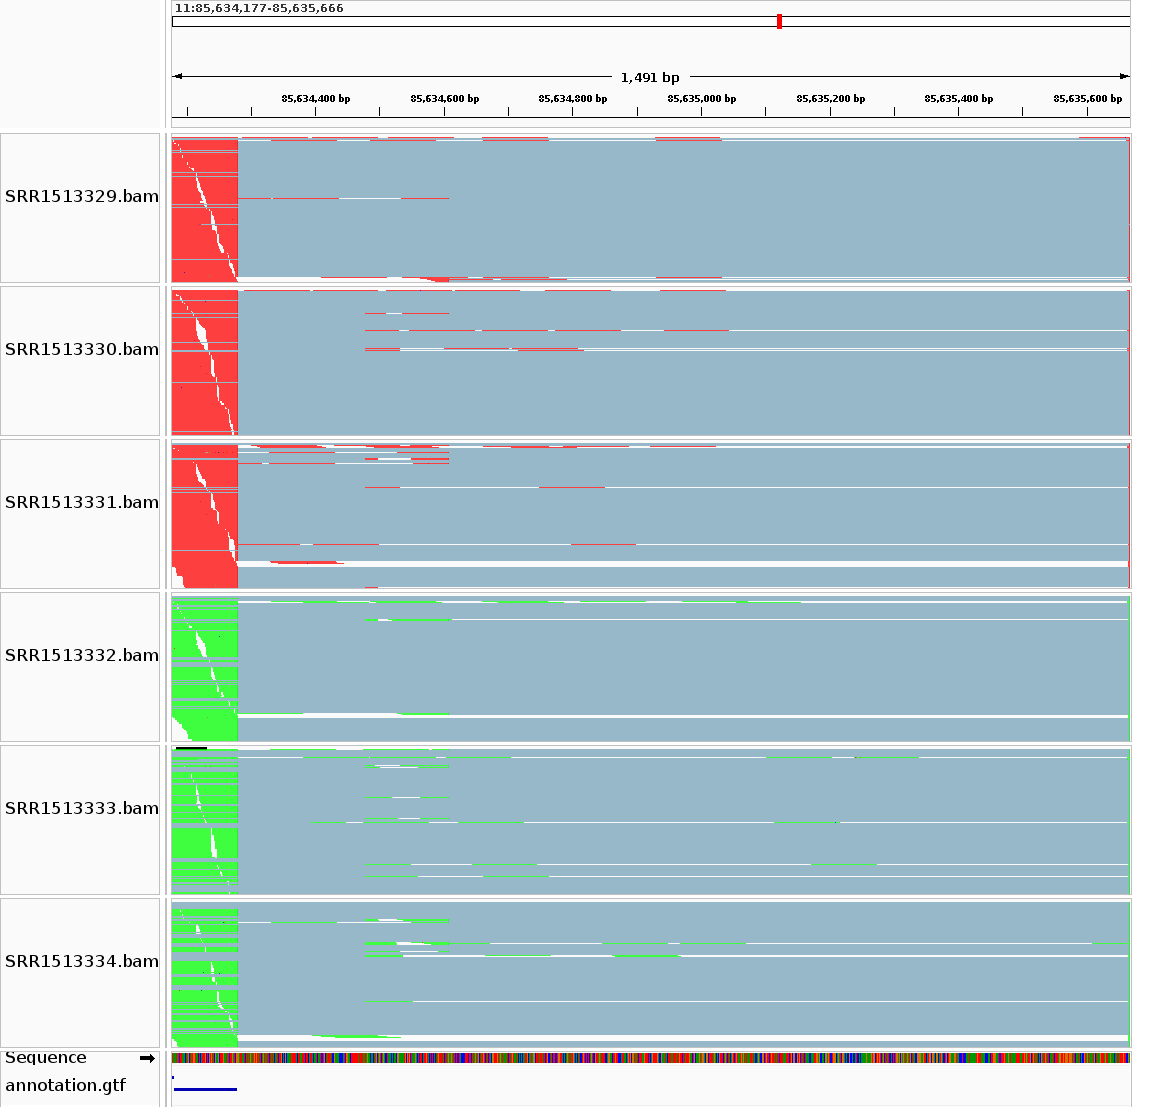 11:85,634,177-85,635,666
1,491 bp
85,634,400 bp 85,634,600 bp 85,634,800 bp 85,635,000 bp 85,635,200 bp 85,635,400 bp 85,635,600 bp
SRR1513329.bam
SRR1513330.bam
SRR1513331.bam
SRR1513332.bam
SRR1513333.bam
SRR1513334.bam
Sequence
annotation.gtf